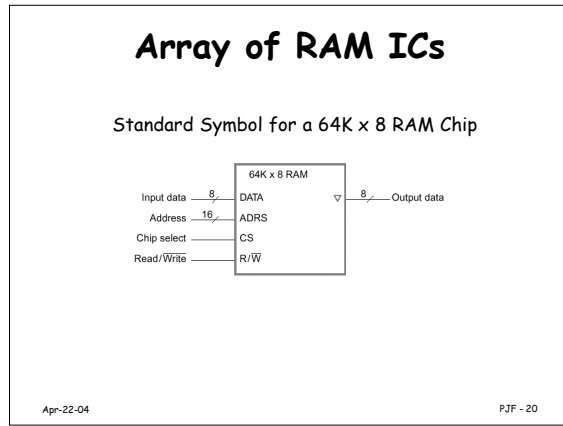 Array of RAM ICs
Standard Symbol for a 64K x 8 RAM Chip
64K x 8 RAM
Input data 8 DATA ▽ 8 Output data
Address 16 ADRS
Chip select CS
Read/W̅r̅i̅t̅e̅ R/W̅
Apr-22-04 PJF - 20